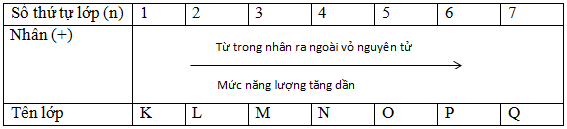 Số thứ tự lớp (n) 1 2 3 4 5 6 7
Nhân (+)
Từ trong nhân ra ngoài vỏ nguyên tử
Mức năng lượng tăng dần
Tên lớp K L M N O P Q